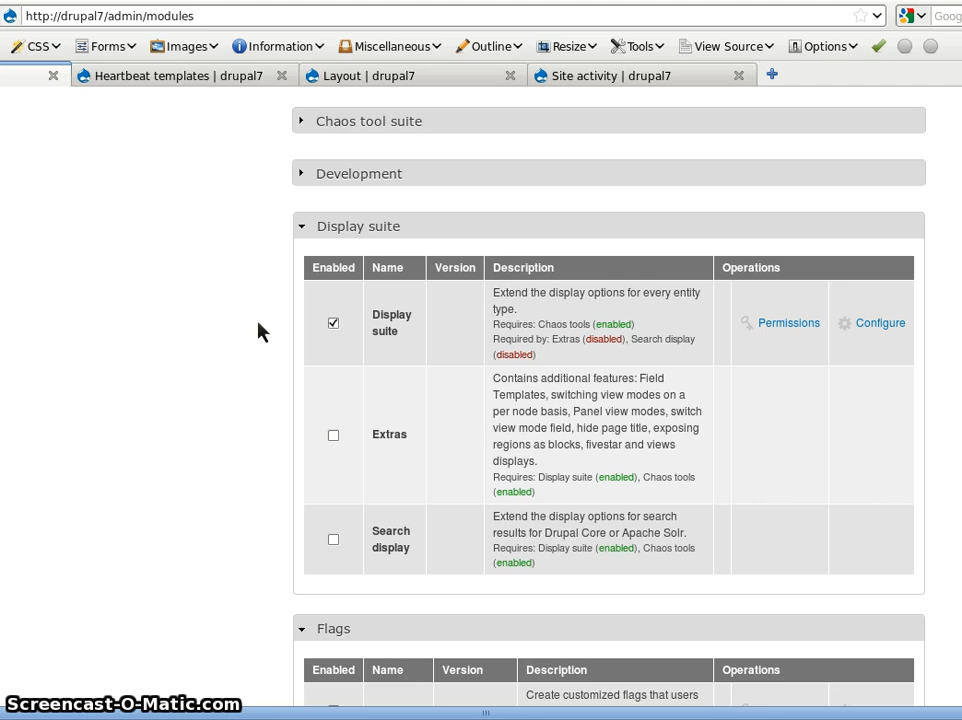 http://drupal7/admin/modules
Goog
CSS Forms Images Information Miscellaneous Outline Resize Tools View Source Options
Heartbeat templates | drupal7 Layout | drupal7 Site activity | drupal7
Chaos tool suite
Development
Display suite
Enabled Name Version Description Operations
Display suite
Extend the display options for every entity
type.
Requires: Chaos tools (enabled)
Required by: Extras (disabled), Search display
(disabled)
Permissions Configure
Extras
Contains additional features: Field
Templates, switching view modes on a
per node basis, Panel view modes, switch
view mode field, hide page title, exposing
regions as blocks, fivestar and views
displays.
Requires: Display suite (enabled), Chaos tools
(enabled)
Search
display
Extend the display options for search
results for Drupal Core or Apache Solr.
Requires: Display suite (enabled), Chaos tools
(enabled)
Flags
Enabled Name Version Description Operations
Create customized flags that users
Screencast-O-Matic.com